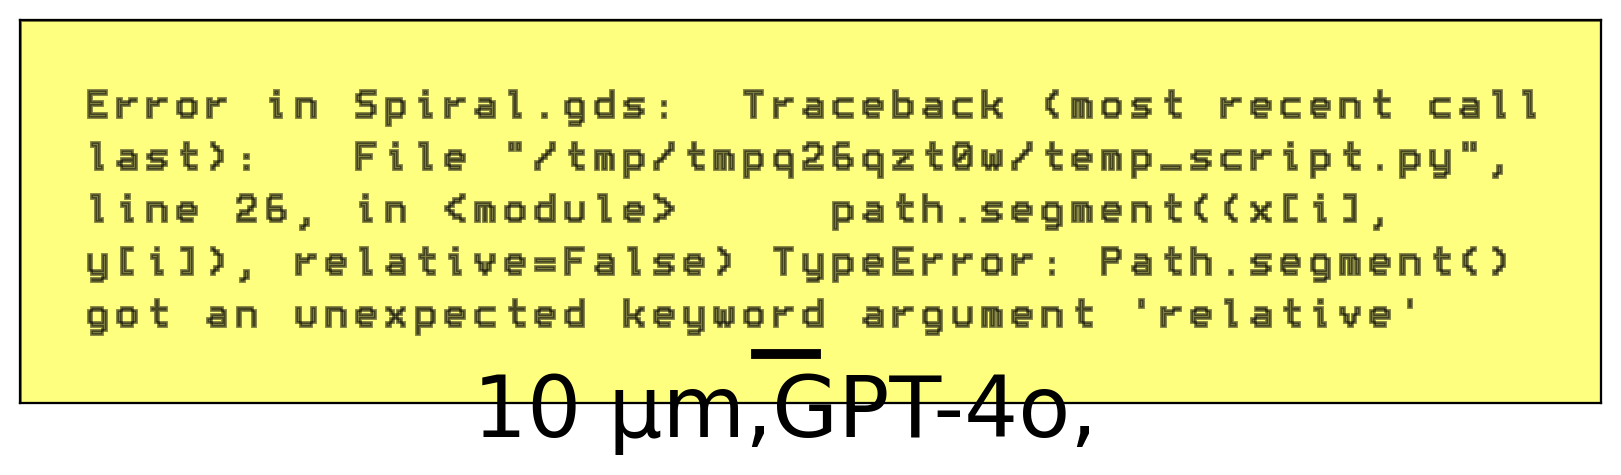 Error in Spiral.gds:  Traceback (most recent call
last):   File "/tmp/tmpq26qzt0w/temp_script.py",
line 26, in <module>     path.segment((x[i],
y[i]), relative=False) TypeError: Path.segment()
got an unexpected keyword argument 'relative'
10 µm,GPT-4o,